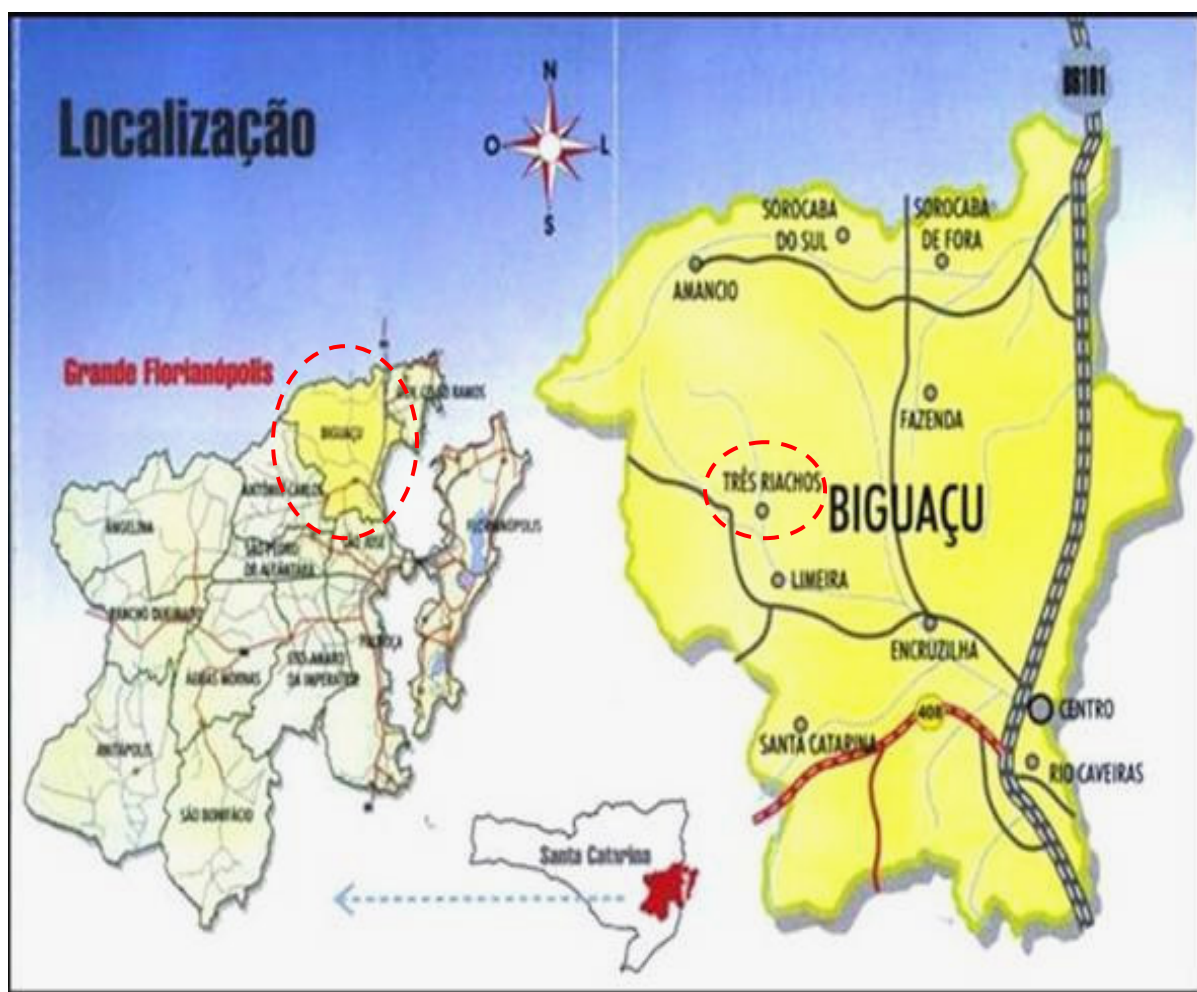 Localização
N
O
L
S
Grande Florianópolis
BIGUAÇU
ANTÔNIO CARLOS
ANGELINA
SÃO PEDRO
DE ALCÂNTARA
SÃO JOSÉ
FLORIANÓPOLIS
RANCHO QUEIMADO
PALHOÇA
ÁGUAS MORNAS
STO AMARO
DA IMPERATRIZ
ANITÁPOLIS
SÃO BONIFÁCIO
Santa Catarina
SOROCABA
DO SUL
SOROCABA
DE FORA
AMANCIO
FAZENDA
TRÊS RIACHOS
BIGUAÇU
LIMEIRA
ENCRUZILHA
408
CENTRO
SANTA CATARINA
RIO CAVEIRAS